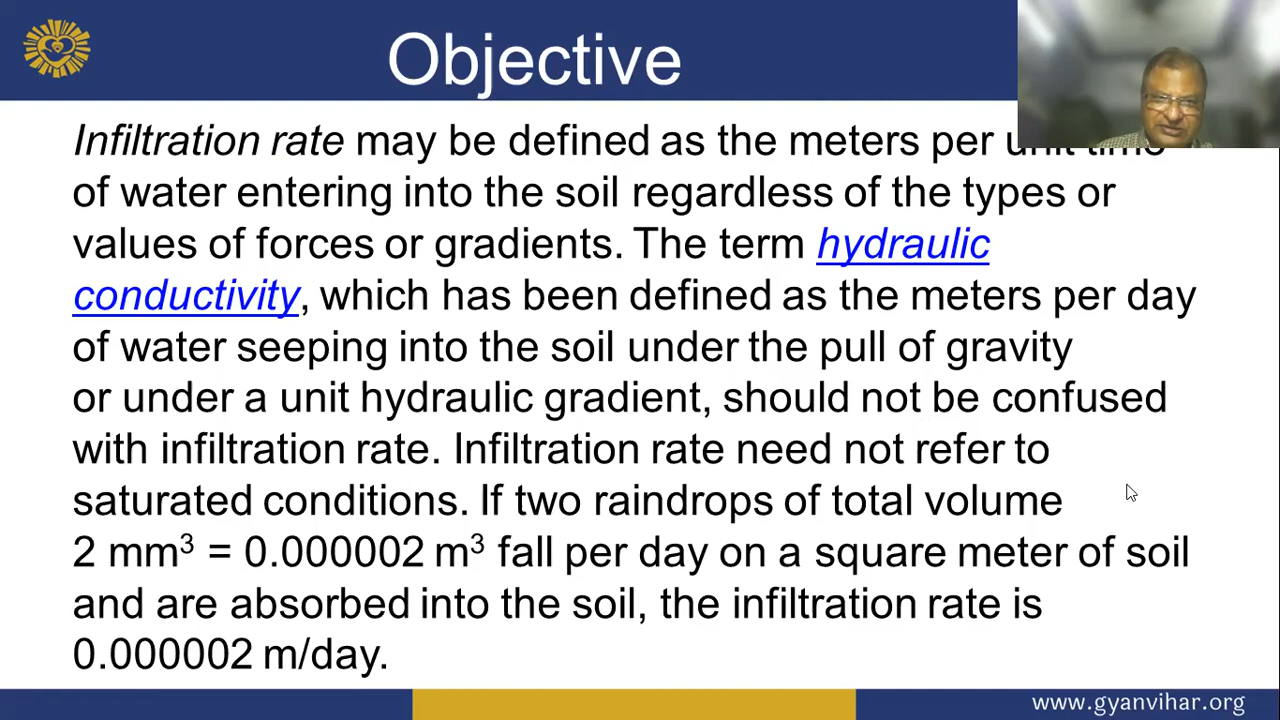 Objective
Infiltration rate may be defined as the meters per unit time
of water entering into the soil regardless of the types or
values of forces or gradients. The term hydraulic
conductivity, which has been defined as the meters per day
of water seeping into the soil under the pull of gravity
or under a unit hydraulic gradient, should not be confused
with infiltration rate. Infiltration rate need not refer to
saturated conditions. If two raindrops of total volume
2 mm³ = 0.000002 m³ fall per day on a square meter of soil
and are absorbed into the soil, the infiltration rate is
0.000002 m/day.
www.gyanvihar.org